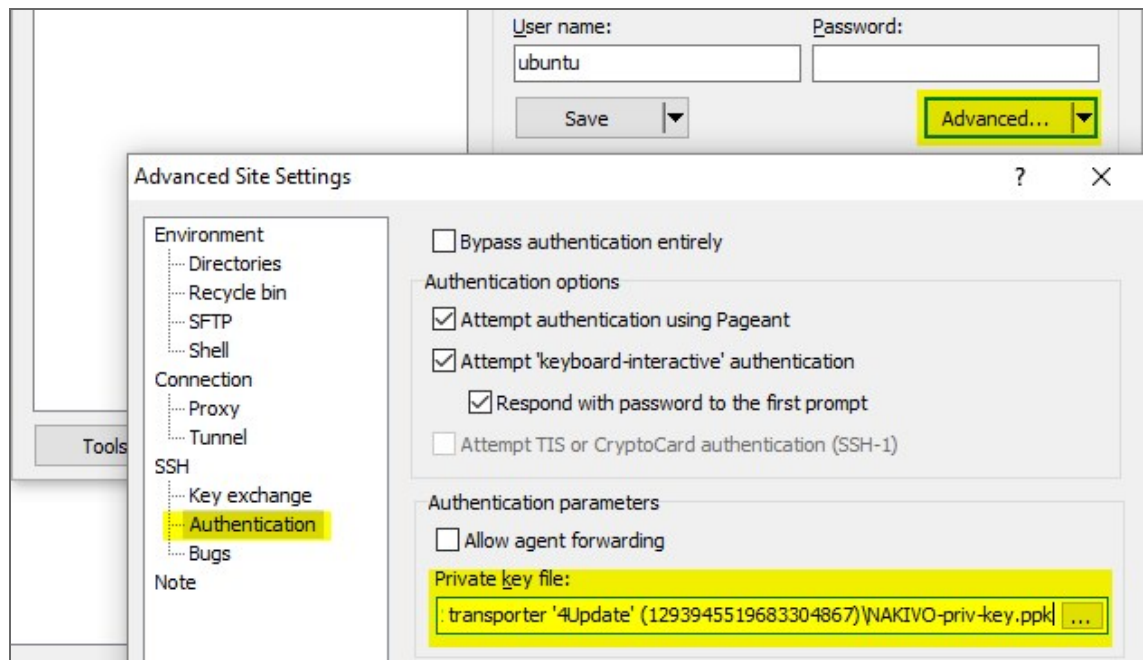 User name: Password:
ubuntu
Save Advanced...
Advanced Site Settings ?
Environment
Directories
Recycle bin
SFTP
Shell
Connection
Proxy
Tunnel
SSH
Key exchange
Authentication
Bugs
Note
Tools
Bypass authentication entirely
Authentication options
Attempt authentication using Pageant
Attempt 'keyboard-interactive' authentication
Respond with password to the first prompt
Attempt TIS or CryptoCard authentication (SSH-1)
Authentication parameters
Allow agent forwarding
Private key file:
: transporter '4Update' (1293945519683304867)\NAKIVO-priv-key.ppk ...